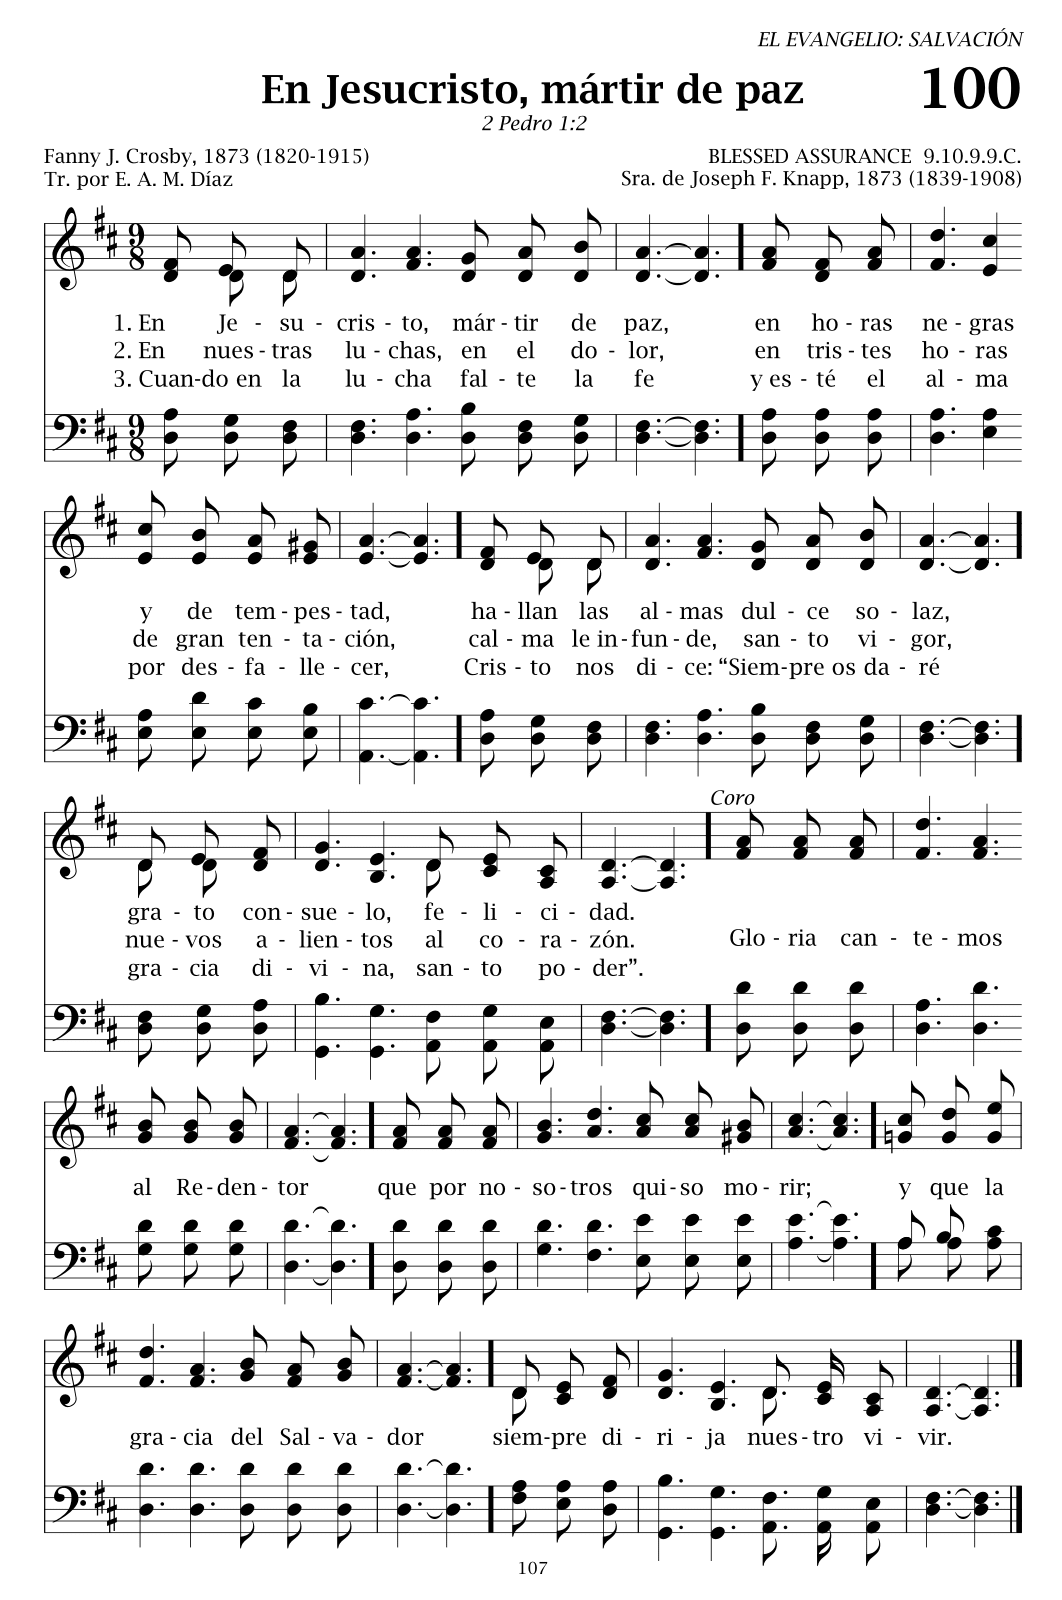 EL EVANGELIO: SALVACIÓN
En Jesucristo, mártir de paz 100
2 Pedro 1:2
Fanny J. Crosby, 1873 (1820-1915) BLESSED ASSURANCE 9.10.9.9.C.
Tr. por E. A. M. Díaz Sra. de Joseph F. Knapp, 1873 (1839-1908)
9 8
1. En Je - su - cris - to, már - tir de paz, en ho - ras ne - gras
2. En nues - tras lu - chas, en el do - lor, en tris - tes ho - ras
3. Cuan-do en la lu - cha fal - te la fe y es - té el al - ma
9 8
y de tem - pes - tad, ha - llan las al - mas dul - ce so - laz,
de gran ten - ta - ción, cal - ma le in - fun - de, san - to vi - gor,
por des - fa - lle - cer, Cris - to nos di - ce: “Siem-pre os da - ré
Coro
gra - to con - sue - lo, fe - li - ci - dad.
nue - vos a - lien - tos al co - ra - zón. Glo - ria can - te - mos
gra - cia di - vi - na, san - to po - der”.
al Re - den - tor que por no - so - tros qui - so mo - rir; y que la
gra - cia del Sal - va - dor siem-pre di - ri - ja nues - tro vi - vir.
107